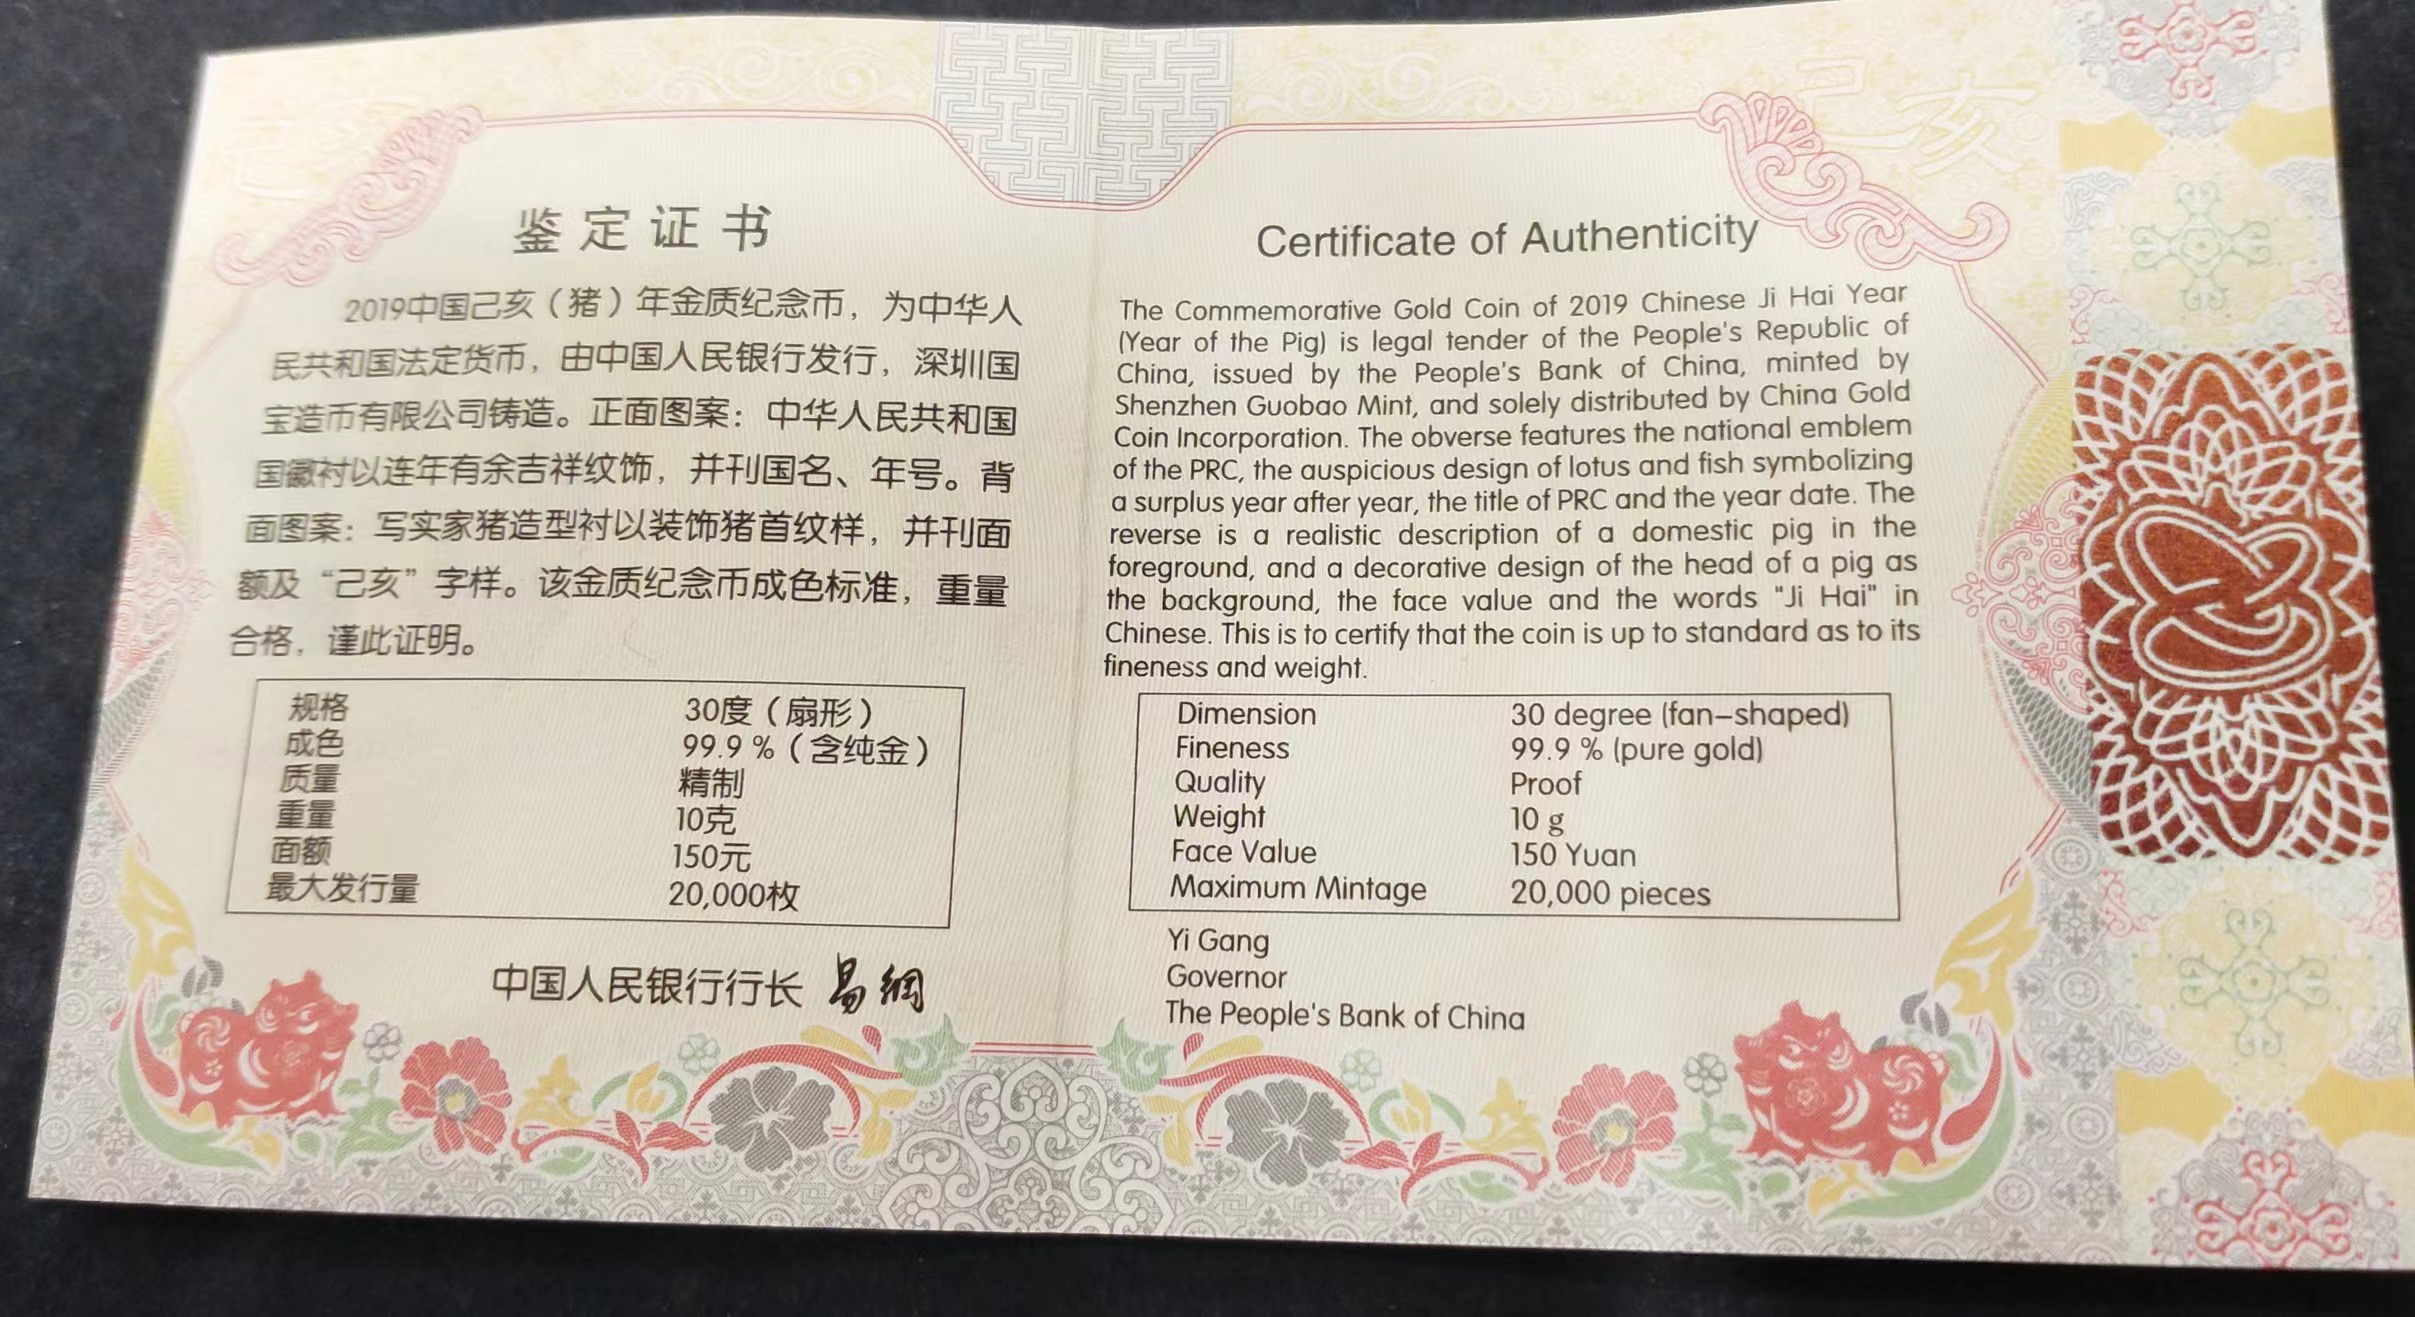 己亥
鉴定证书
2019中国己亥（猪）年金质纪念币，为中华人
民共和国法定货币，由中国人民银行发行，深圳国
宝造币有限公司铸造。正面图案：中华人民共和国
国徽衬以连年有余吉祥纹饰，并刊国名、年号。背
面图案：写实家猪造型衬以装饰猪首纹样，并刊面
额及“己亥”字样。该金质纪念币成色标准，重量
合格，谨此证明。
规格 30度（扇形）
成色 99.9 %（含纯金）
质量 精制
重量 10克
面额 150元
最大发行量 20,000枚
中国人民银行行长 易纲
Certificate of Authenticity
The Commemorative Gold Coin of 2019 Chinese Ji Hai Year
(Year of the Pig) is legal tender of the People's Republic of
China, issued by the People's Bank of China, minted by
Shenzhen Guobao Mint, and solely distributed by China Gold
Coin Incorporation. The obverse features the national emblem
of the PRC, the auspicious design of lotus and fish symbolizing
a surplus year after year, the title of PRC and the year date. The
reverse is a realistic description of a domestic pig in the
foreground, and a decorative design of the head of a pig as
the background, the face value and the words "Ji Hai" in
Chinese. This is to certify that the coin is up to standard as to its
fineness and weight.
Dimension 30 degree (fan-shaped)
Fineness 99.9 % (pure gold)
Quality Proof
Weight 10 g
Face Value 150 Yuan
Maximum Mintage 20,000 pieces
Yi Gang
Governor
The People's Bank of China